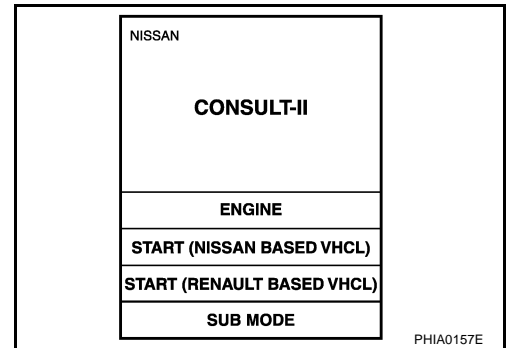 NISSAN
CONSULT-II
ENGINE
START (NISSAN BASED VHCL)
START (RENAULT BASED VHCL)
SUB MODE
PHIA0157E